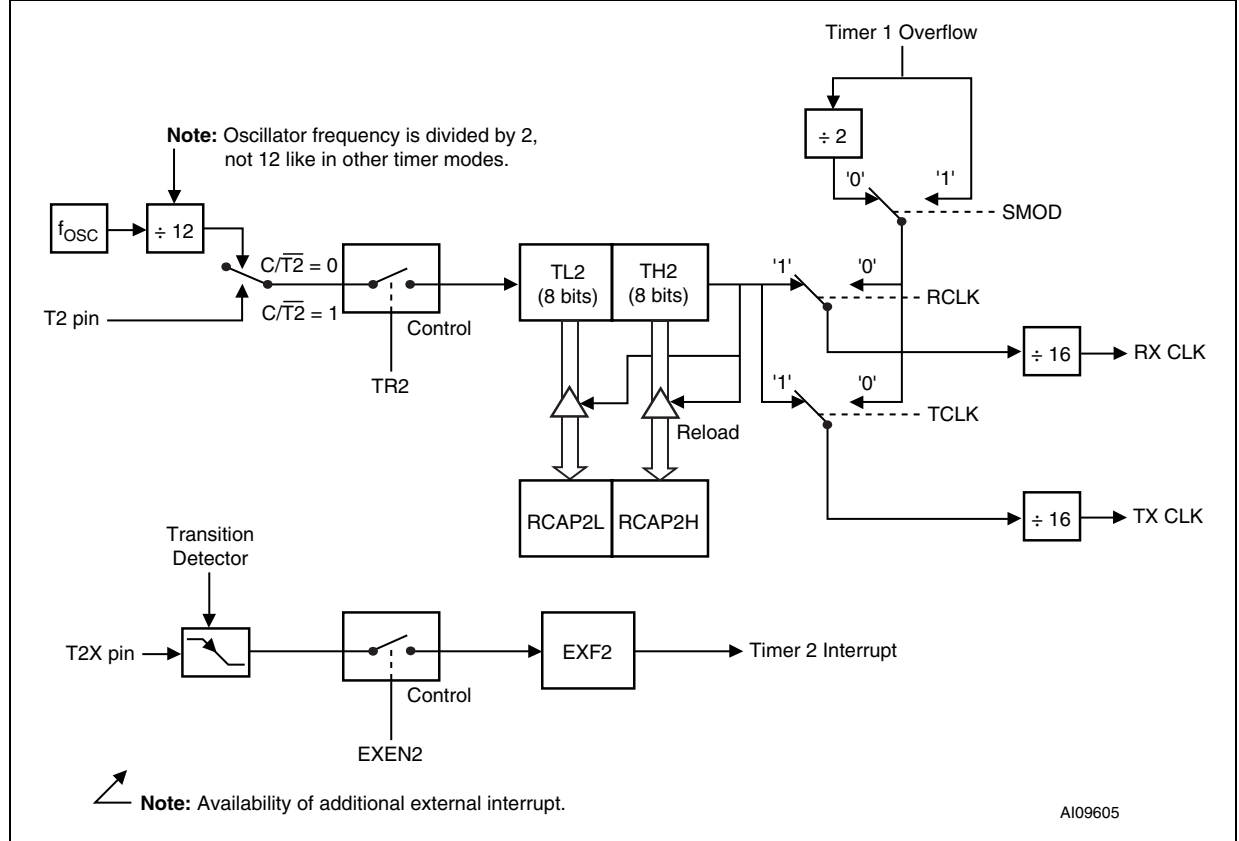 Timer 1 Overflow
Note: Oscillator frequency is divided by 2,
not 12 like in other timer modes.
÷ 2
'0'
'1'
SMOD
fOSC
÷ 12
C/T2̅ = 0
T2 pin
C/T2̅ = 1
Control
TR2
TL2
(8 bits)
TH2
(8 bits)
'1'
'0'
RCLK
÷ 16
RX CLK
'1'
'0'
TCLK
Reload
RCAP2L
RCAP2H
÷ 16
TX CLK
Transition
Detector
T2X pin
Control
EXEN2
EXF2
Timer 2 Interrupt
Note: Availability of additional external interrupt.
AI09605